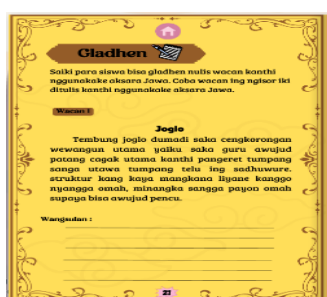 Gladhen
Saiki para siswa bisa gladhen nulis wacan kanthi
nggunakake aksara Jawa. Coba wacan ing ngisor iki
ditulis kanthi nggunakake aksara Jawa.
Wacan 1
Joglo
Tembung joglo dumadi saka cengkorongan
wewangun utama yaiku saka guru awujud
patang cagak utama kanthi pangeret tumpang
sanga utawa tumpang telu ing sadhuwure.
struktur kang kaya mangkana liyane kanggo
nyangga omah, minangka sangga payon omah
supaya bisa awujud pencu.
Wangsulan :
21